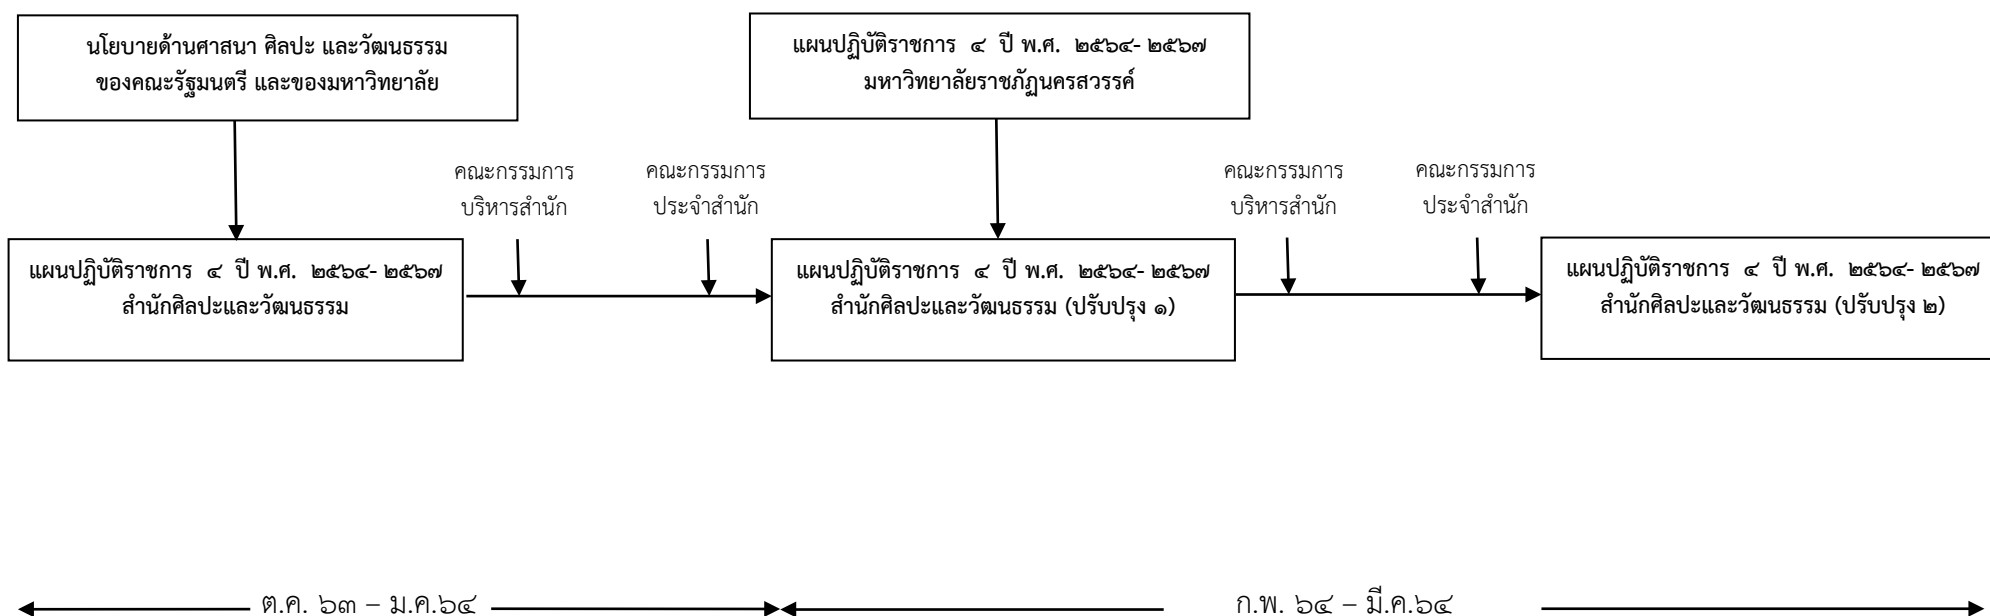 นโยบายด้านศาสนา ศิลปะ และวัฒนธรรม
ของคณะรัฐมนตรี และของมหาวิทยาลัย
แผนปฏิบัติราชการ ๔ ปี พ.ศ. ๒๕๖๔- ๒๕๖๗
มหาวิทยาลัยราชภัฏนครสวรรค์
คณะกรรมการ
บริหารสำนัก
คณะกรรมการ
ประจำสำนัก
คณะกรรมการ
บริหารสำนัก
คณะกรรมการ
ประจำสำนัก
แผนปฏิบัติราชการ ๔ ปี พ.ศ. ๒๕๖๔- ๒๕๖๗
สำนักศิลปะและวัฒนธรรม
แผนปฏิบัติราชการ ๔ ปี พ.ศ. ๒๕๖๔- ๒๕๖๗
สำนักศิลปะและวัฒนธรรม (ปรับปรุง ๑)
แผนปฏิบัติราชการ ๔ ปี พ.ศ. ๒๕๖๔- ๒๕๖๗
สำนักศิลปะและวัฒนธรรม (ปรับปรุง ๒)
ต.ค. ๖๓ – ม.ค.๖๔
ก.พ. ๖๔ – มี.ค.๖๔